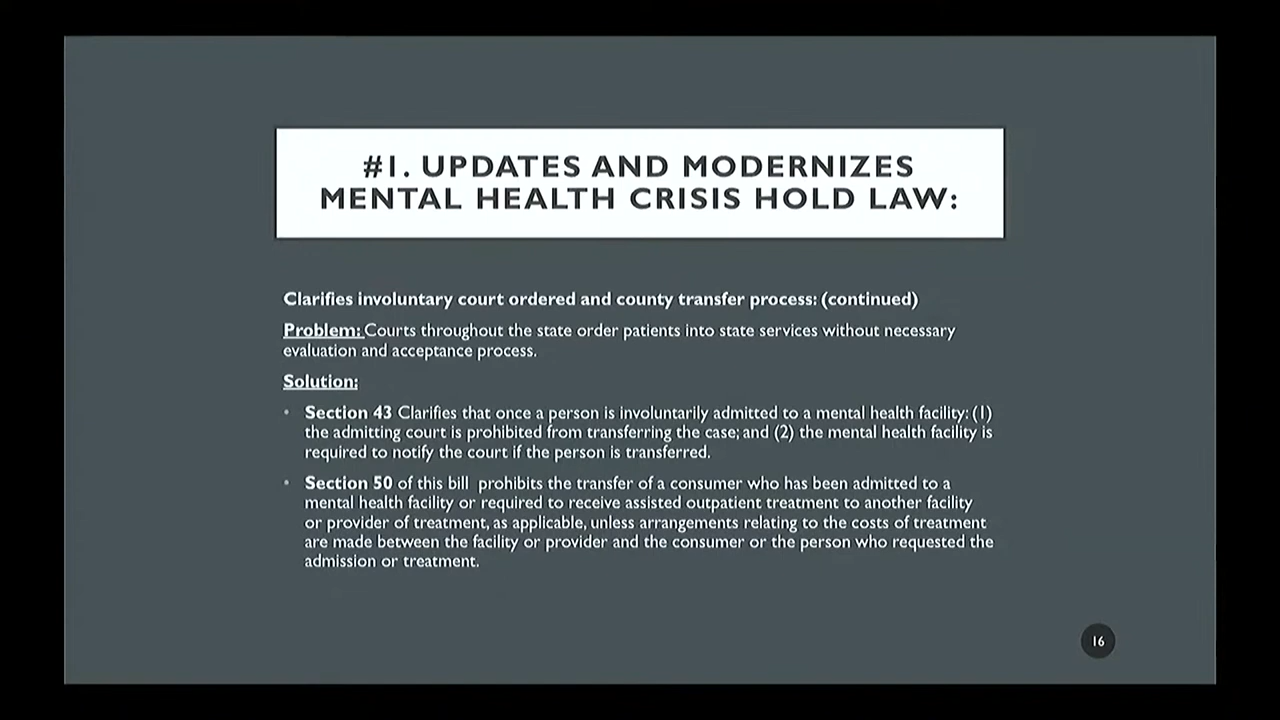 #1. UPDATES AND MODERNIZES
MENTAL HEALTH CRISIS HOLD LAW:
Clarifies involuntary court ordered and county transfer process: (continued)
Problem: Courts throughout the state order patients into state services without necessary
evaluation and acceptance process.
Solution:
• Section 43 Clarifies that once a person is involuntarily admitted to a mental health facility: (1)
the admitting court is prohibited from transferring the case; and (2) the mental health facility is
required to notify the court if the person is transferred.
• Section 50 of this bill prohibits the transfer of a consumer who has been admitted to a
mental health facility or required to receive assisted outpatient treatment to another facility
or provider of treatment, as applicable, unless arrangements relating to the costs of treatment
are made between the facility or provider and the consumer or the person who requested the
admission or treatment.
16